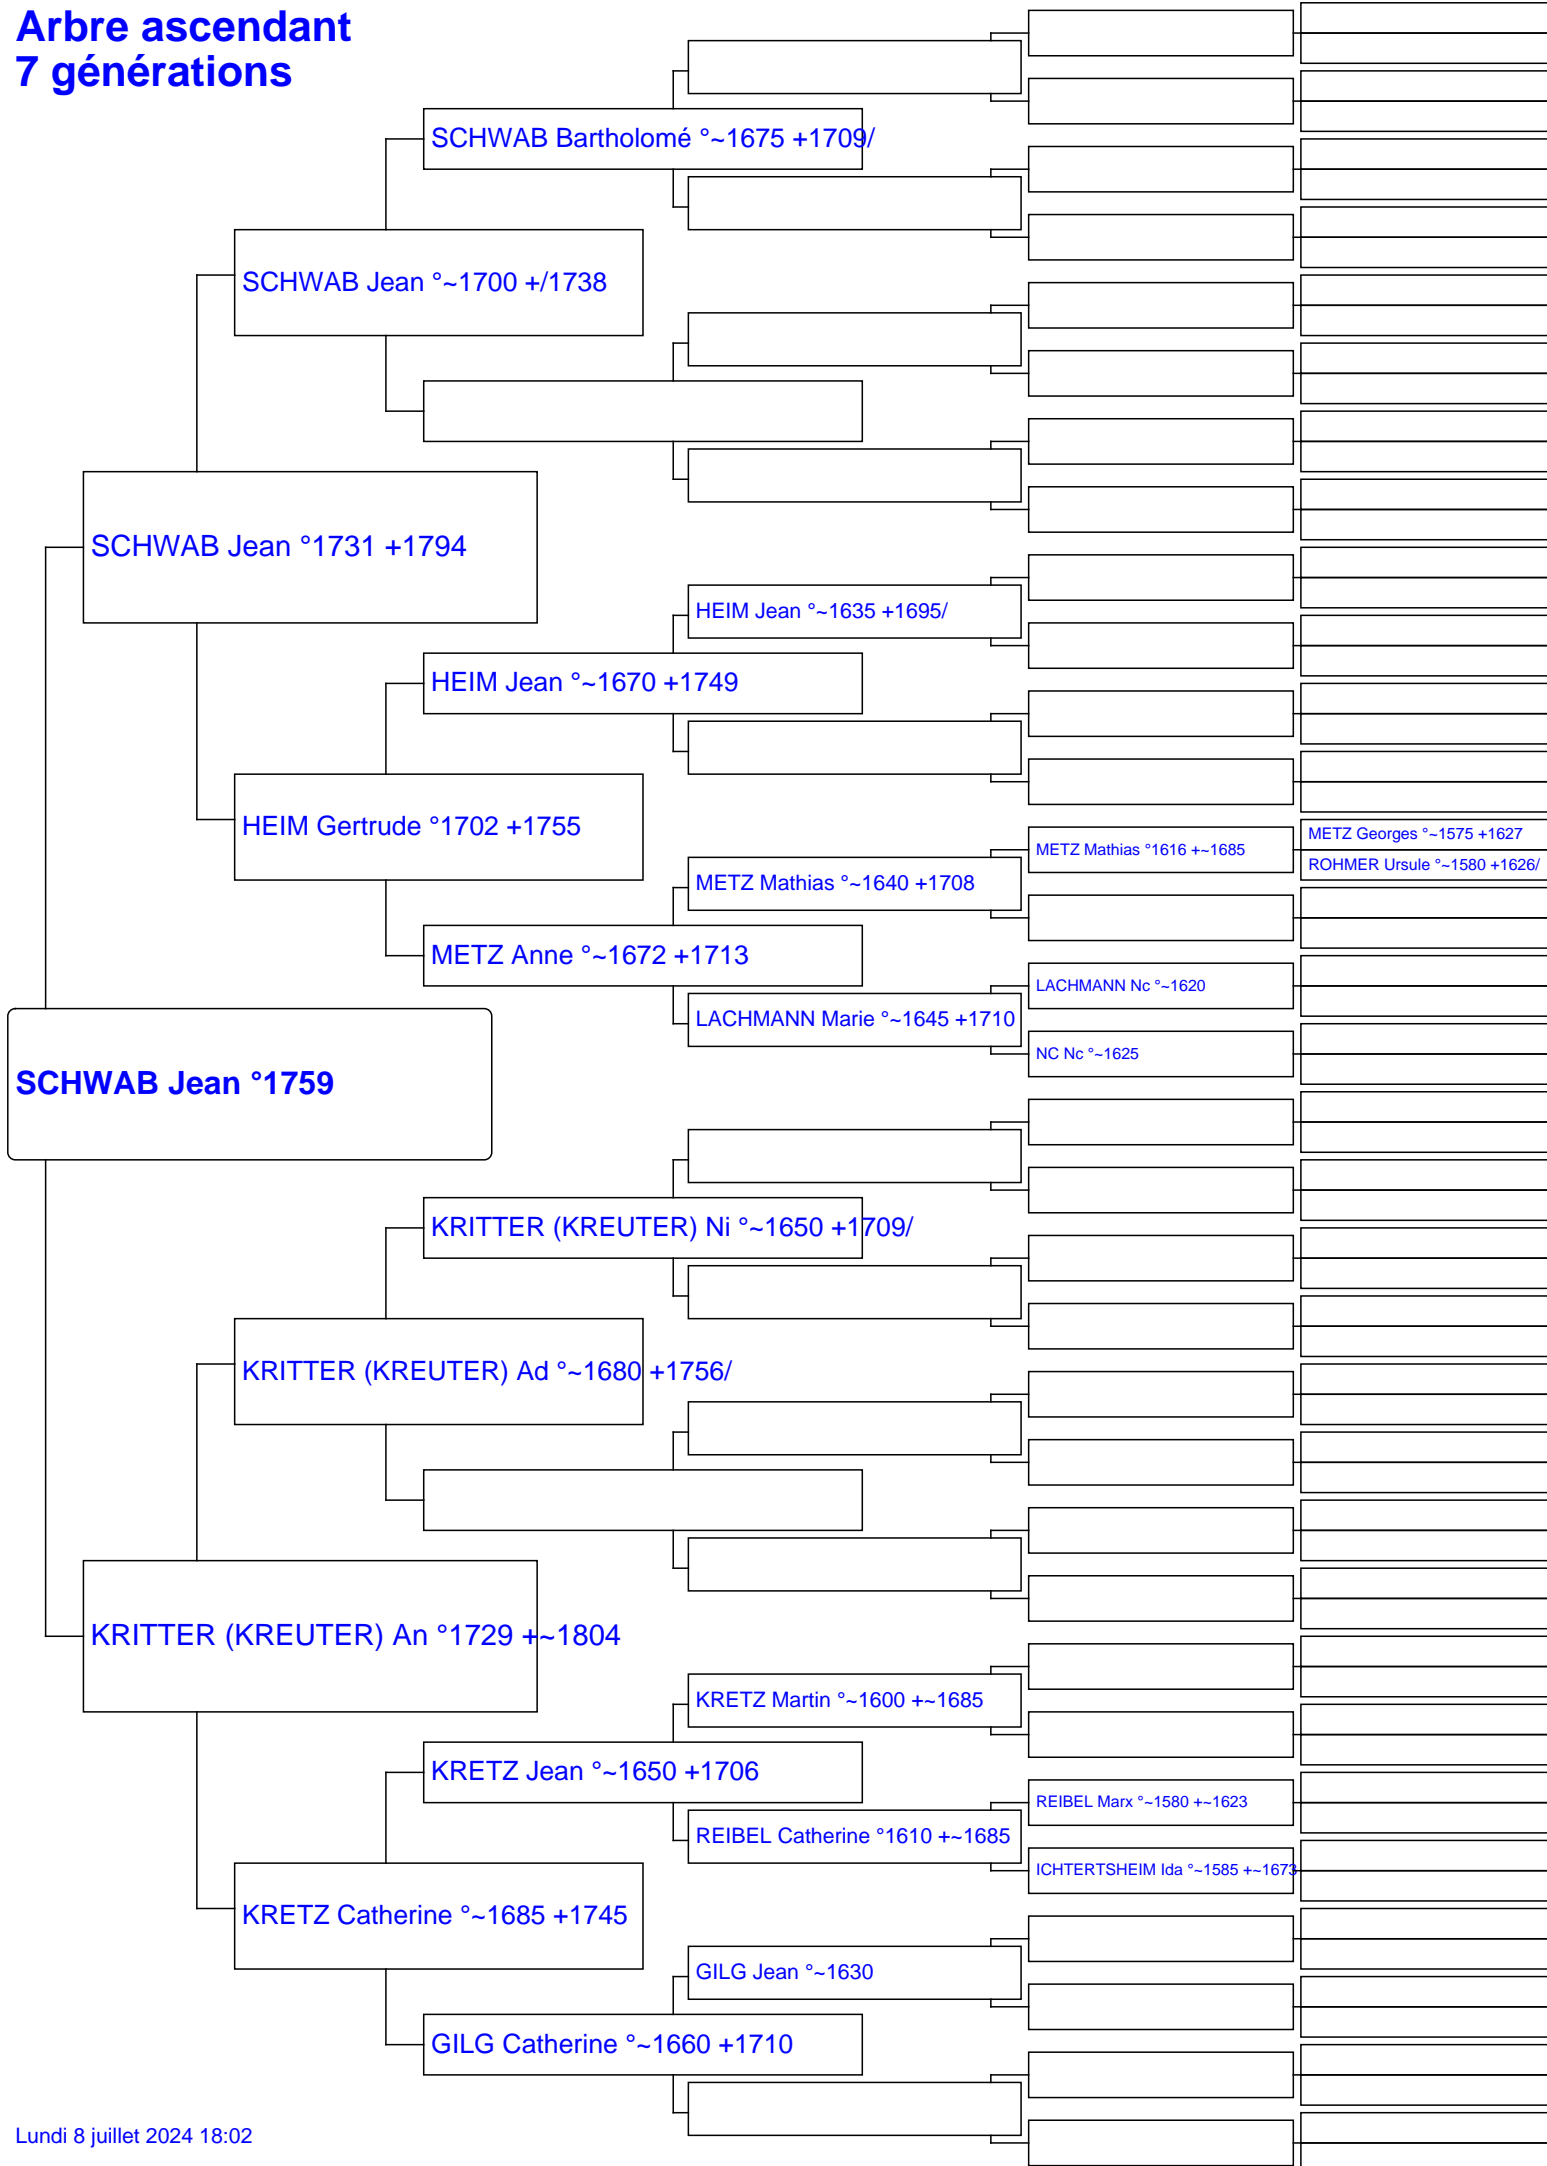 Arbre ascendant
7 générations
SCHWAB Bartholomé °~1675 +1709/
SCHWAB Jean °~1700 +/1738
SCHWAB Jean °1731 +1794
HEIM Jean °~1635 +1695/
HEIM Jean °~1670 +1749
HEIM Gertrude °1702 +1755
METZ Georges °~1575 +1627
METZ Mathias °1616 +~1685
ROHMER Ursule °~1580 +1626/
METZ Mathias °~1640 +1708
METZ Anne °~1672 +1713
LACHMANN Nc °~1620
LACHMANN Marie °~1645 +1710
NC Nc °~1625
SCHWAB Jean °1759
KRITTER (KREUTER) Ni °~1650 +1709/
KRITTER (KREUTER) Ad °~1680 +1756/
KRITTER (KREUTER) An °1729 +~1804
KRETZ Martin °~1600 +~1685
KRETZ Jean °~1650 +1706
REIBEL Marx °~1580 +~1623
REIBEL Catherine °1610 +~1685
ICHTERTSHEIM Ida °~1585 +~1673
KRETZ Catherine °~1685 +1745
GILG Jean °~1630
GILG Catherine °~1660 +1710
Lundi 8 juillet 2024 18:02